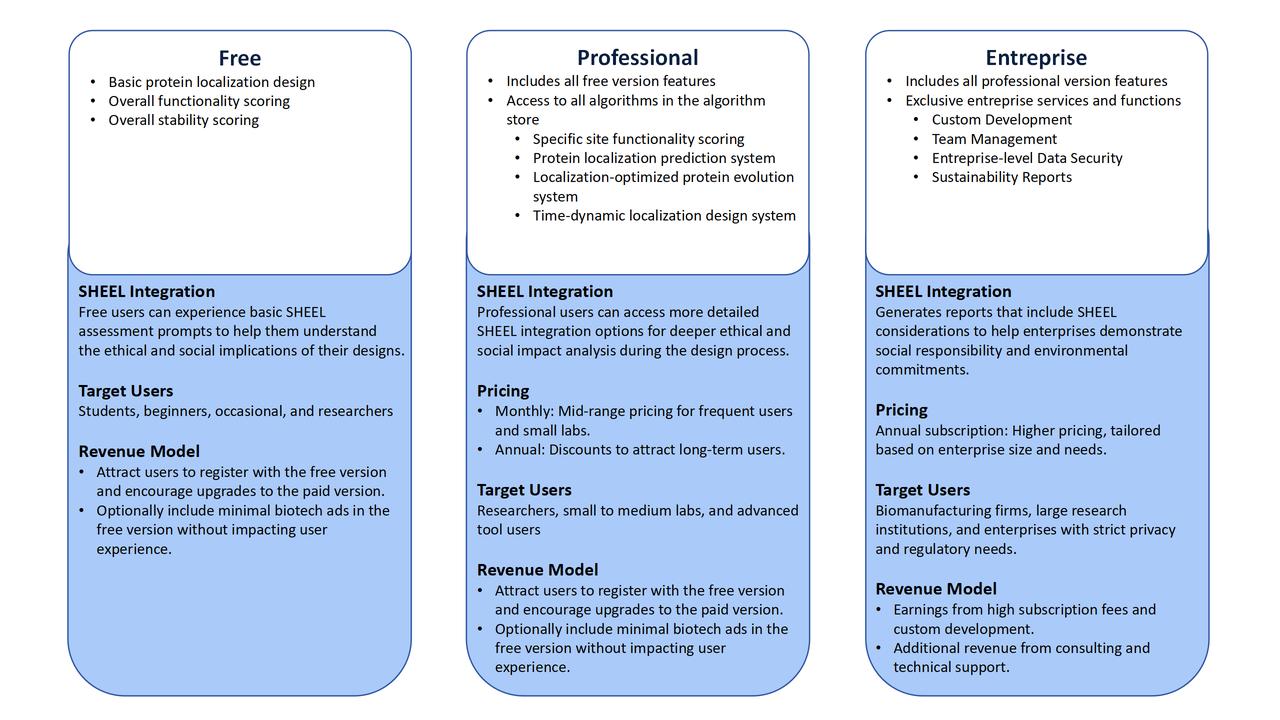 Free
• Basic protein localization design
• Overall functionality scoring
• Overall stability scoring
SHEEL Integration
Free users can experience basic SHEEL
assessment prompts to help them understand
the ethical and social implications of their designs.
Target Users
Students, beginners, occasional, and researchers
Revenue Model
• Attract users to register with the free version
and encourage upgrades to the paid version.
• Optionally include minimal biotech ads in the
free version without impacting user
experience.
Professional
• Includes all free version features
• Access to all algorithms in the algorithm
store
• Specific site functionality scoring
• Protein localization prediction system
• Localization-optimized protein evolution
system
• Time-dynamic localization design system
SHEEL Integration
Professional users can access more detailed
SHEEL integration options for deeper ethical and
social impact analysis during the design process.
Pricing
• Monthly: Mid-range pricing for frequent users
and small labs.
• Annual: Discounts to attract long-term users.
Target Users
Researchers, small to medium labs, and advanced
tool users
Revenue Model
• Attract users to register with the free version
and encourage upgrades to the paid version.
• Optionally include minimal biotech ads in the
free version without impacting user
experience.
Entreprise
• Includes all professional version features
• Exclusive entreprise services and functions
• Custom Development
• Team Management
• Entreprise-level Data Security
• Sustainability Reports
SHEEL Integration
Generates reports that include SHEEL
considerations to help enterprises demonstrate
social responsibility and environmental
commitments.
Pricing
Annual subscription: Higher pricing, tailored
based on enterprise size and needs.
Target Users
Biomanufacturing firms, large research
institutions, and enterprises with strict privacy
and regulatory needs.
Revenue Model
• Earnings from high subscription fees and
custom development.
• Additional revenue from consulting and
technical support.